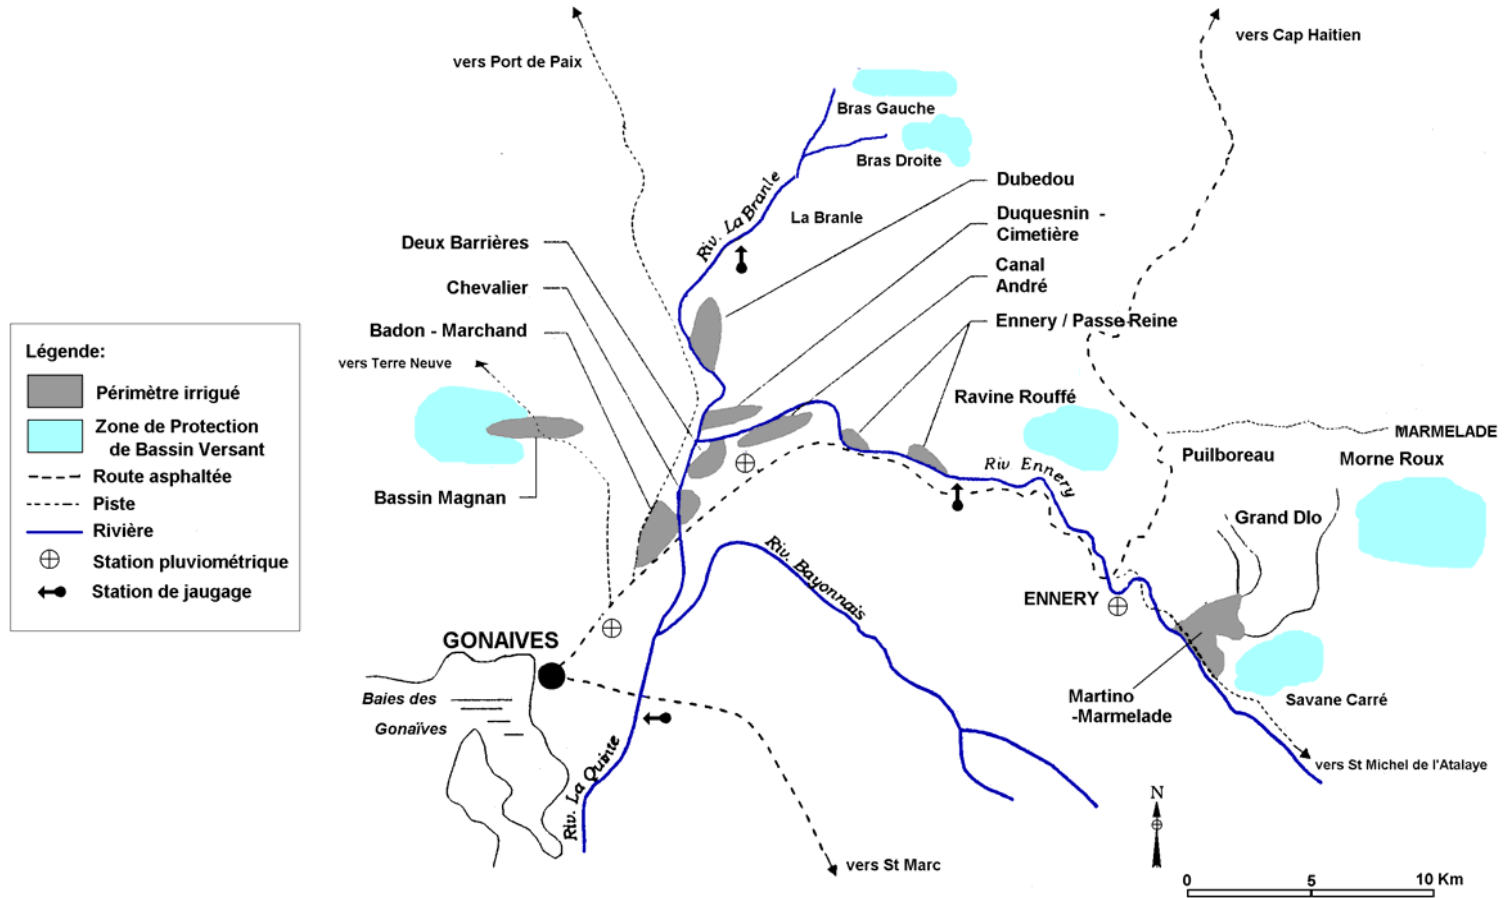 vers Port de Paix
vers Cap Haitien
Bras Gauche
Bras Droite
Riv. La Branle
La Branle
Dubedou
Duquesnin -
Cimetière
Canal
André
Ennery / Passe Reine
Deux Barrières
Chevalier
Badon - Marchand
vers Terre Neuve
Bassin Magnan
Ravine Rouffé
Riv Ennery
MARMELADE
Puilboreau
Morne Roux
Grand Dlo
ENNERY
Riv. Bayonnais
GONAIVES
Baies des
Gonaïves
Riv. La Quinte
Martino
-Marmelade
Savane Carré
vers St Michel de l'Atalaye
vers St Marc
N
0 5 10 Km
Légende:
Périmètre irrigué
Zone de Protection
de Bassin Versant
Route asphaltée
Piste
Rivière
Station pluviométrique
Station de jaugage